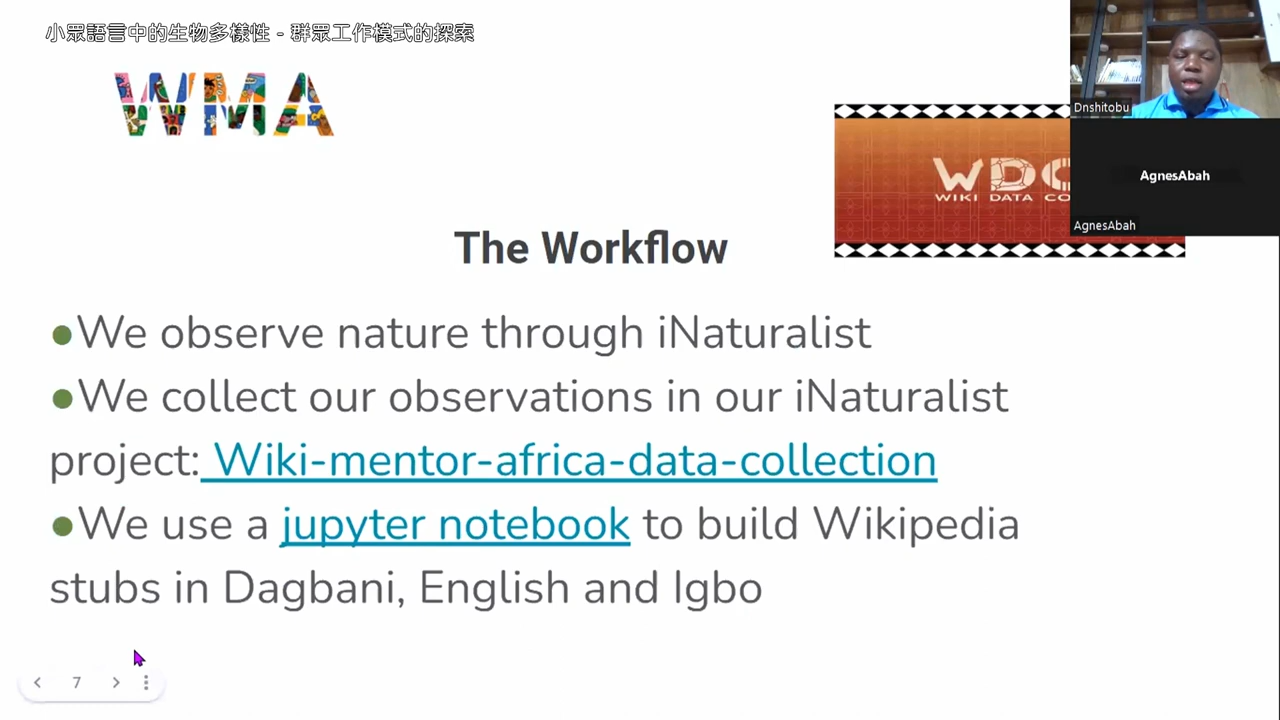 小眾語言中的生物多樣性 - 群眾工作模式的探索
WMA
Dnshitobu
WDC
WIKI DATA CO
AgnesAbah
AgnesAbah
The Workflow
●We observe nature through iNaturalist
●We collect our observations in our iNaturalist
project: Wiki-mentor-africa-data-collection
●We use a jupyter notebook to build Wikipedia
stubs in Dagbani, English and Igbo
7